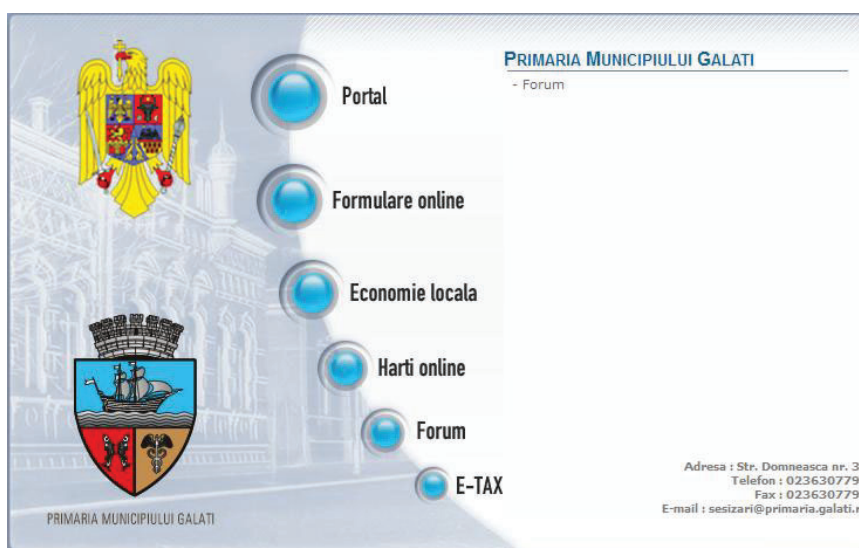 PRIMARIA MUNICIPIULUI GALATI
- Forum
Portal
Formulare online
Economie locala
Harti online
Forum
E-TAX
PRIMARIA MUNICIPIULUI GALATI
Adresa : Str. Domneasca nr. 3
Telefon : 023630779
Fax : 023630779
E-mail : sesizari@primaria.galati.r